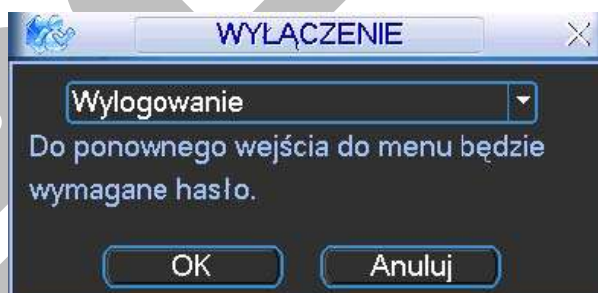 WYŁĄCZENIE
Wylogowanie
Do ponownego wejścia do menu będzie
wymagane hasło.
OK
Anuluj